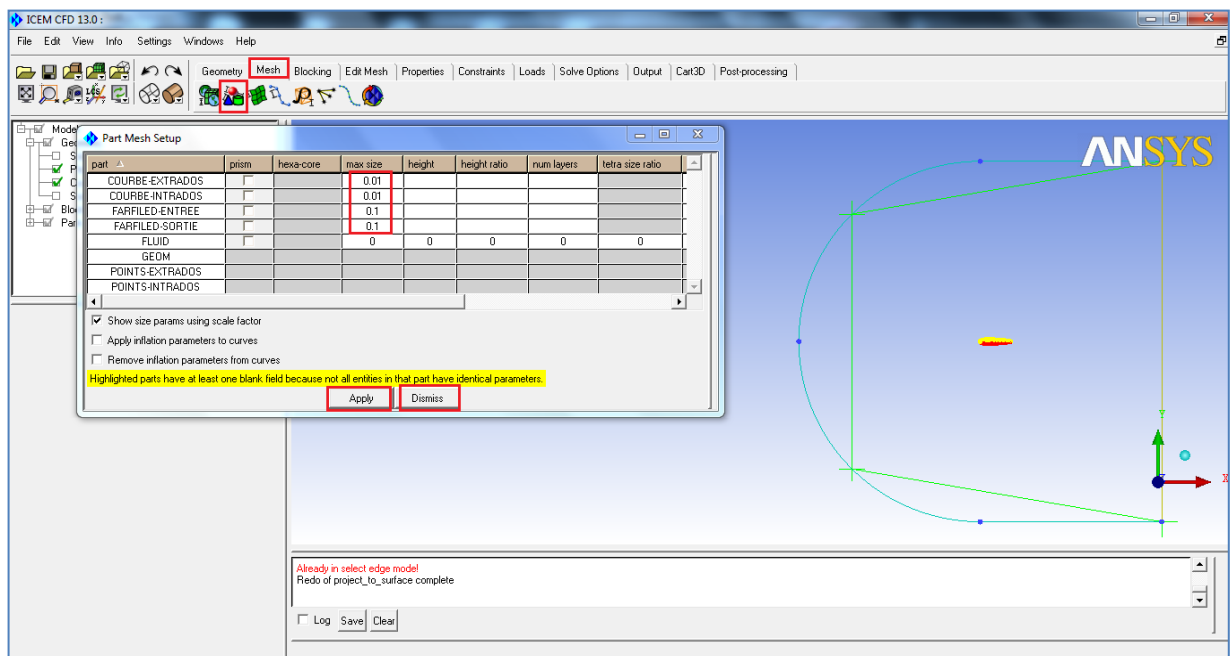 ICEM CFD 13.0 :
File Edit View Info Settings Windows Help
Geometry Mesh Blocking Edit Mesh Properties Constraints Loads Solve Options Output Cart3D Post-processing
Model
Part Mesh Setup
part prism hexa-core max size height height ratio num layers tetra size ratio
COURBE-EXTRADOS 0.01
COURBE-INTRADOS 0.01
FARFILED-ENTREE 0.1
FARFILED-SORTIE 0.1
FLUID 0 0 0 0 0
GEOM
POINTS-EXTRADOS
POINTS-INTRADOS
Show size params using scale factor
Apply inflation parameters to curves
Remove inflation parameters from curves
Highlighted parts have at least one blank field because not all entities in that part have identical parameters.
Apply Dismiss
ANSYS
Y
X
Already in select edge mode!
Redo of project_to_surface complete
Log Save Clear